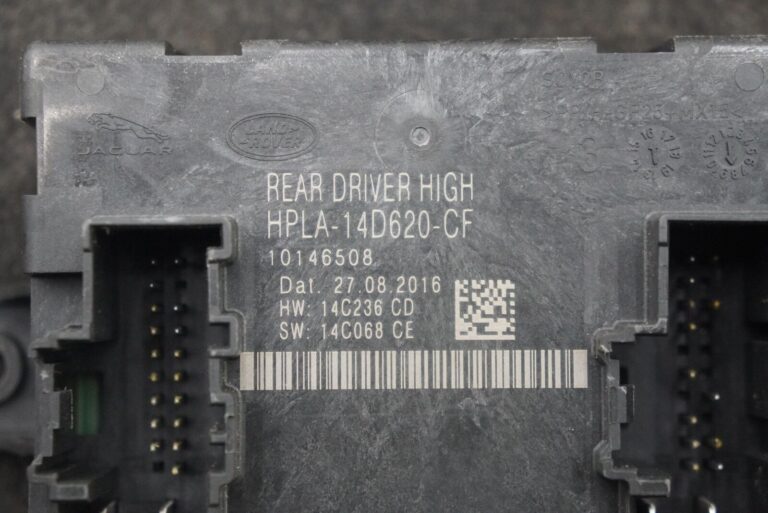 JAGUAR
LAND-
-ROVER
REAR DRIVER HIGH
HPLA-14D620-CF
10146508
Dat. 27.08.2016
HW: 14C236 CD
SW: 14C068 CE